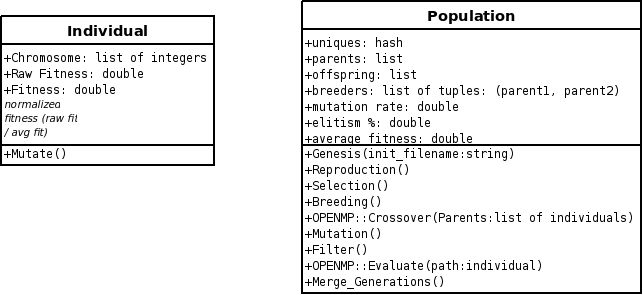 Individual
+Chromosome: list of integers
+Raw Fitness: double
+Fitness: double
normalized
fitness (raw fit
/ avg fit)
+Mutate()
Population
+uniques: hash
+parents: list
+offspring: list
+breeders: list of tuples: (parent1, parent2)
+mutation rate: double
+elitism %: double
+average fitness: double
+Genesis(init_filename:string)
+Reproduction()
+Selection()
+Breeding()
+OPENMP::Crossover(Parents:list of individuals)
+Mutation()
+Filter()
+OPENMP::Evaluate(path:individual)
+Merge_Generations()